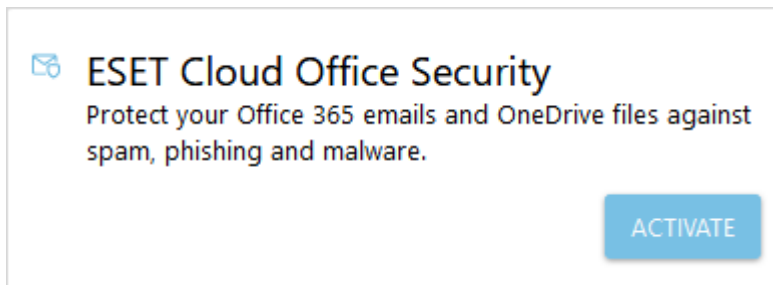 ESET Cloud Office Security
Protect your Office 365 emails and OneDrive files against
spam, phishing and malware.
ACTIVATE